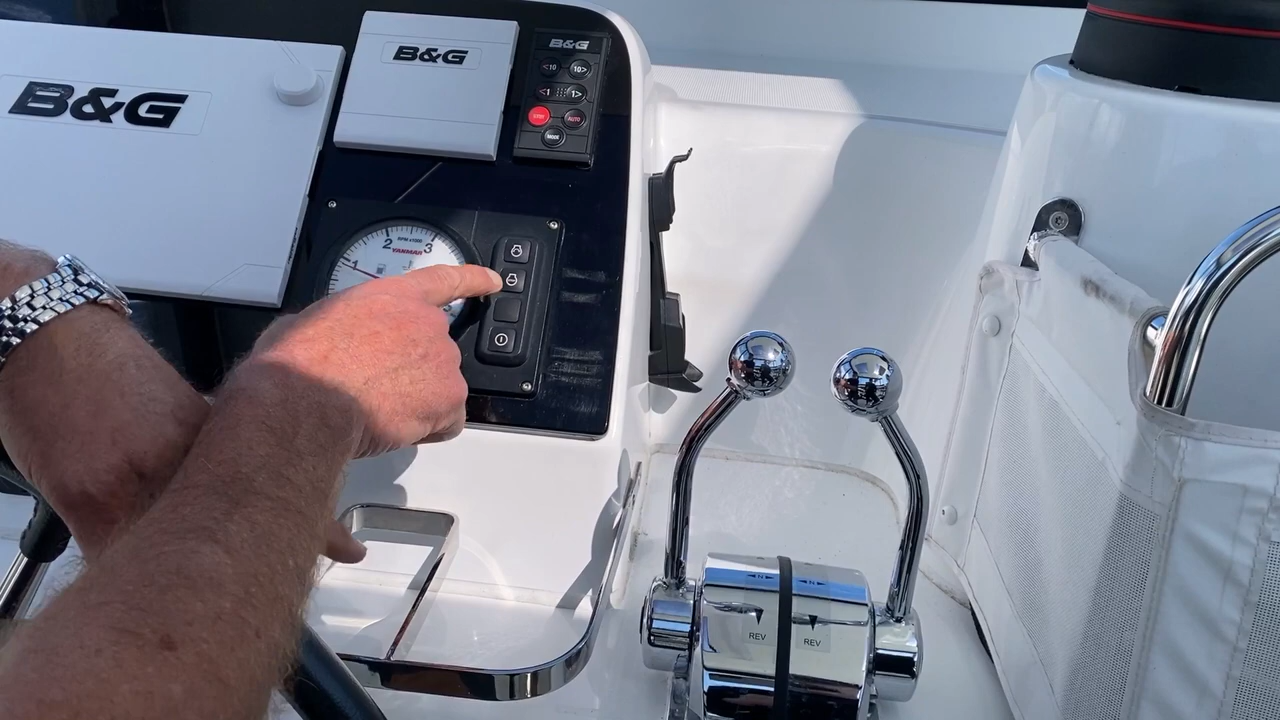 B&G
B&G
B&G
<10 10>
<1 1>
STBY AUTO
MODE
RPM x1000
2 3
YANMAR
1
N N
REV REV